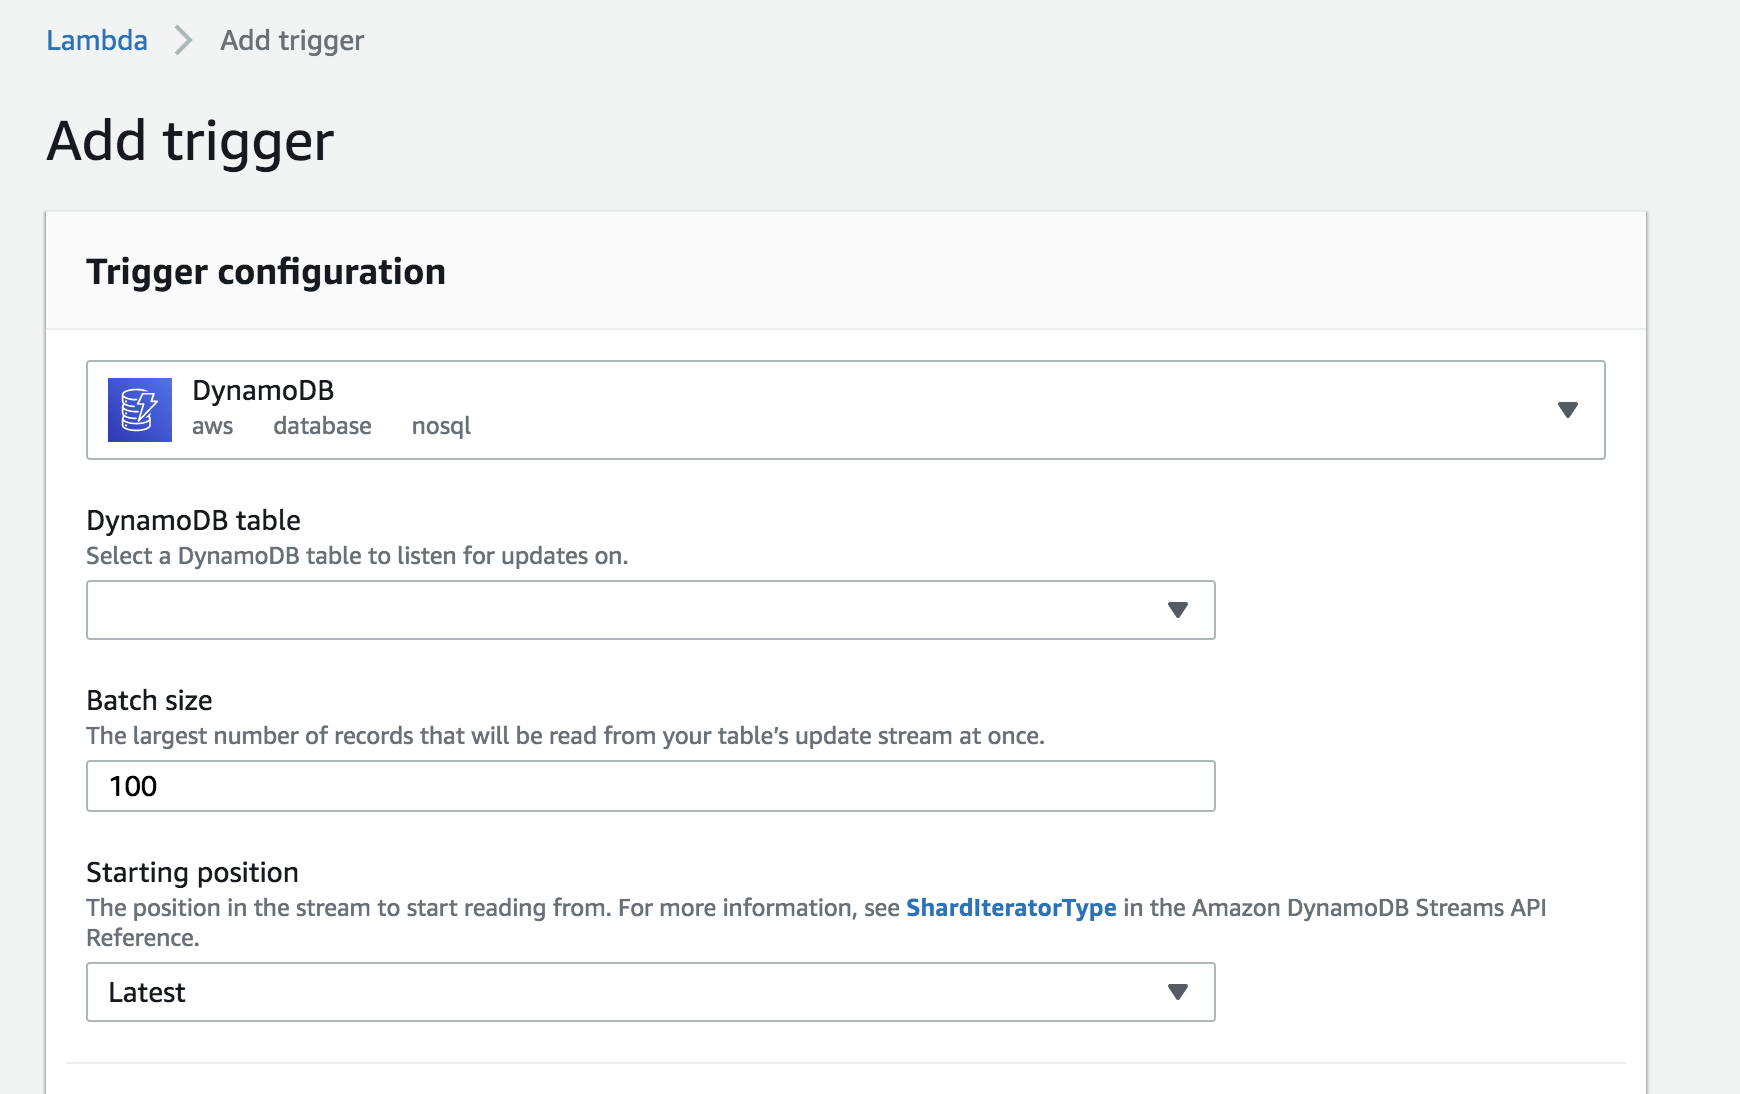 Lambda > Add trigger
Add trigger
Trigger configuration
DynamoDB
aws database nosql
DynamoDB table
Select a DynamoDB table to listen for updates on.
Batch size
The largest number of records that will be read from your table’s update stream at once.
100
Starting position
The position in the stream to start reading from. For more information, see ShardIteratorType in the Amazon DynamoDB Streams API
Reference.
Latest